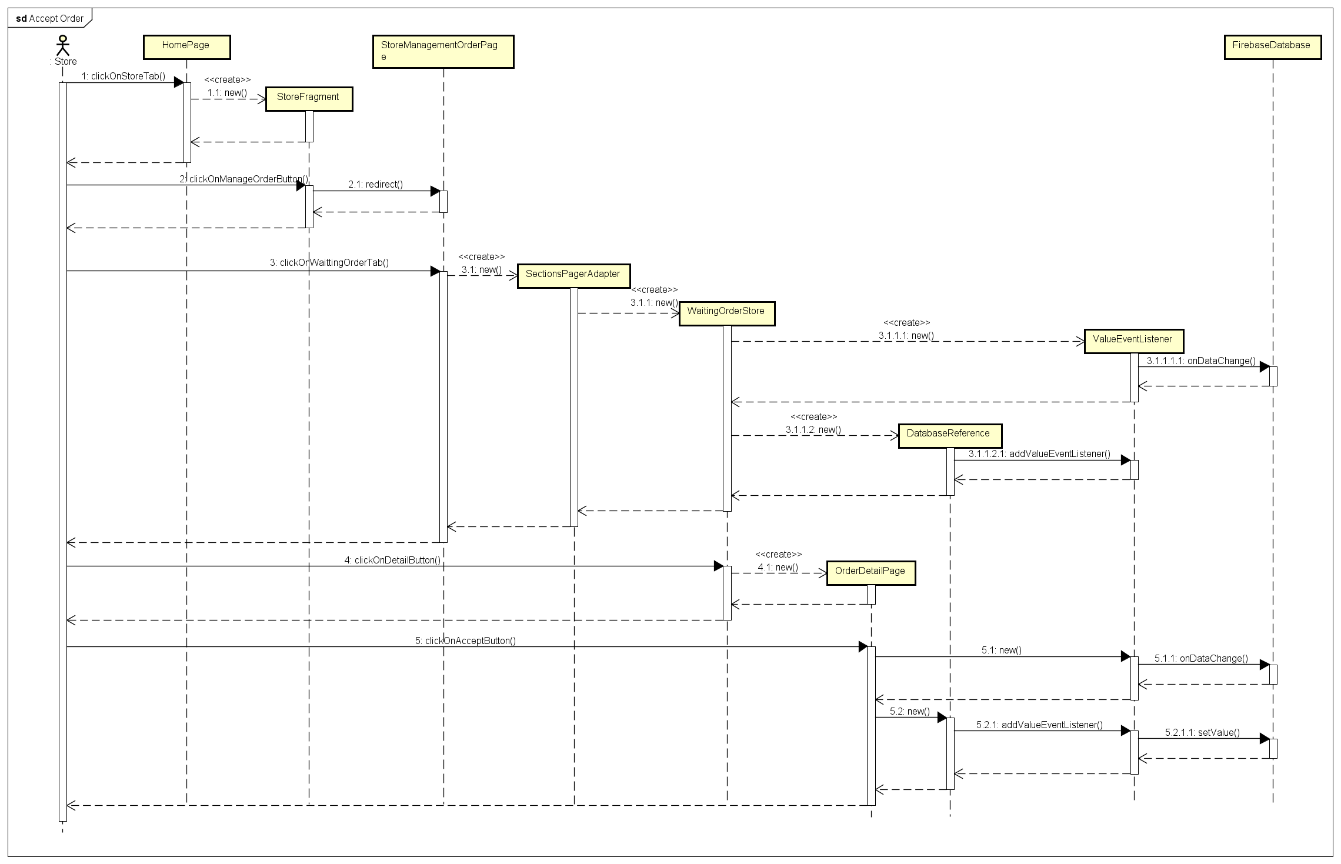 sd Accept Order
: Store
HomePage
StoreManagementOrderPag
e
FirebaseDatabase
1: clickOnStoreTab()
<<create>>
1.1: new()
StoreFragment
2: clickOnManageOrderButton()
2.1: redirect()
3: clickOnWaittingOrderTab()
<<create>>
3.1: new()
SectionsPagerAdapter
<<create>>
3.1.1: new()
WaitingOrderStore
<<create>>
3.1.1.1: new()
ValueEventListener
3.1.1.1.1: onDataChange()
<<create>>
3.1.1.2: new()
DatabaseReference
3.1.1.2.1: addValueEventListener()
4: clickOnDetailButton()
<<create>>
4.1: new()
OrderDetailPage
5: clickOnAcceptButton()
5.1: new()
5.1.1: onDataChange()
5.2: new()
5.2.1: addValueEventListener()
5.2.1.1: setValue()